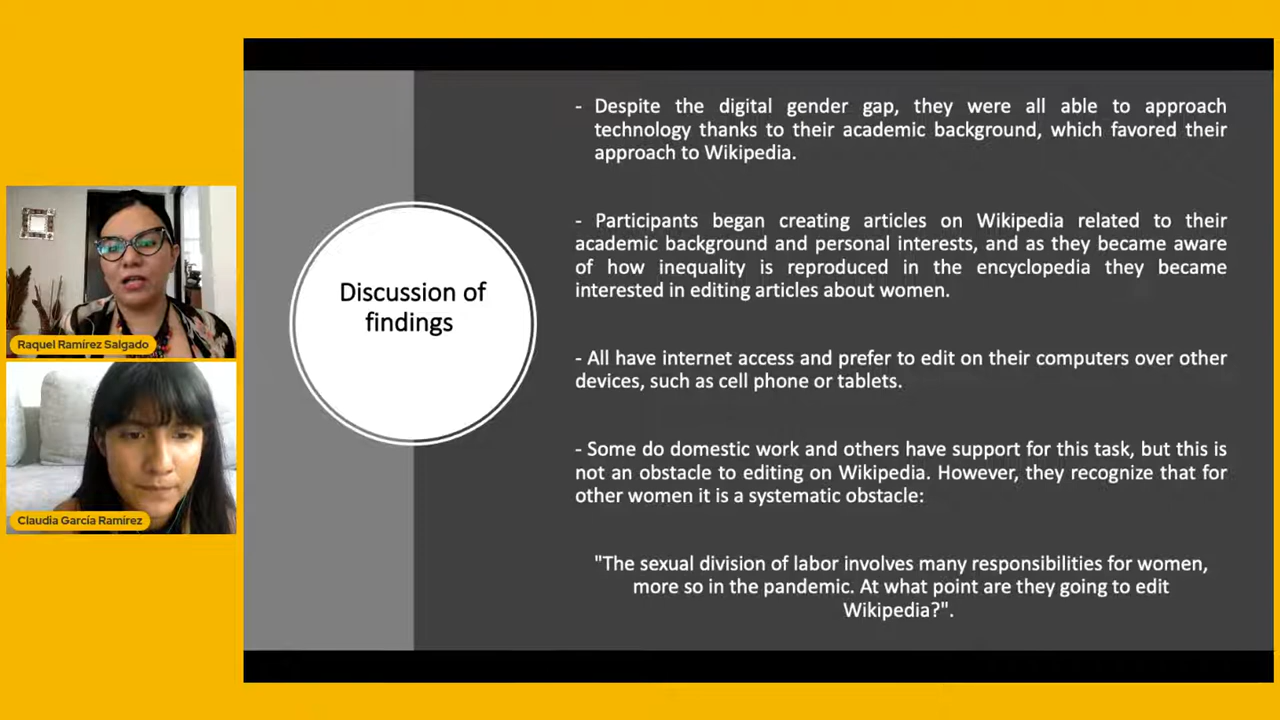 Raquel Ramírez Salgado
Claudia García Ramírez
Discussion of
findings
- Despite the digital gender gap, they were all able to approach
technology thanks to their academic background, which favored their
approach to Wikipedia.
- Participants began creating articles on Wikipedia related to their
academic background and personal interests, and as they became aware
of how inequality is reproduced in the encyclopedia they became
interested in editing articles about women.
- All have internet access and prefer to edit on their computers over other
devices, such as cell phone or tablets.
- Some do domestic work and others have support for this task, but this is
not an obstacle to editing on Wikipedia. However, they recognize that for
other women it is a systematic obstacle:
"The sexual division of labor involves many responsibilities for women,
more so in the pandemic. At what point are they going to edit
Wikipedia?".